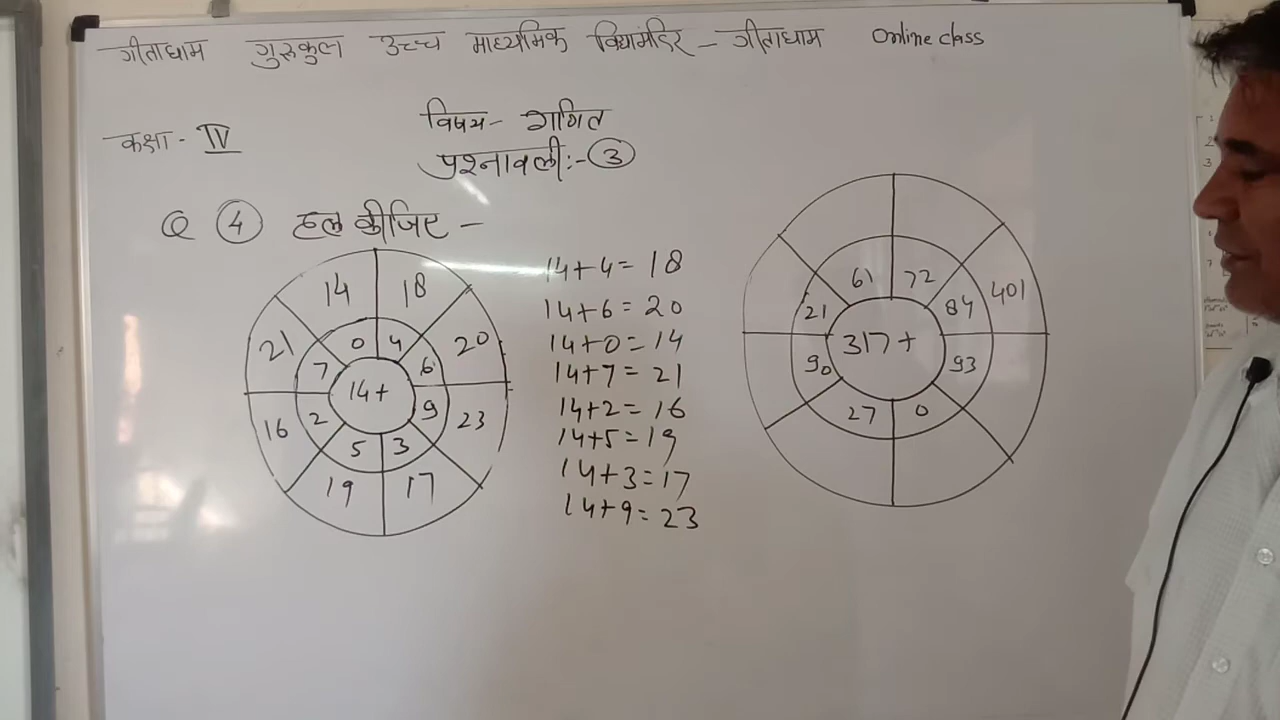 गीताधाम गुरुकुल उच्च माध्यमिक विद्यामंदिर – गीताधाम Online class
कक्षा - IV
विषय - गणित
प्रश्नावली :- 3
Q 4 हल कीजिए -
14 18
21 20
0 4
7 6
14+
2 9
5 3
16 23
19 17
14+4= 18
14+6 = 20
14+0=14
14+7= 21
14+2= 16
14+5=19
14+3=17
14+9= 23
61 72
21 84 401
317+
90 93
27 0